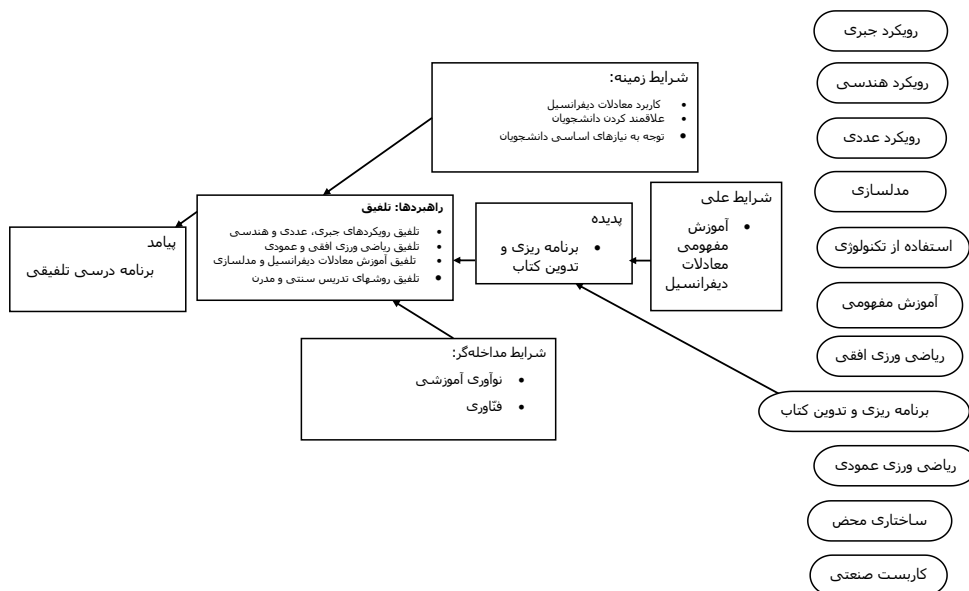 رویکرد جبری
رویکرد هندسی
رویکرد عددی
مدلسازی
استفاده از تکنولوژی
آموزش مفهومی
ریاضی ورزی افقی
برنامه ریزی و تدوین کتاب
ریاضی ورزی عمودی
ساختاری محض
کاربست صنعتی
شرایط علی
• آموزش
مفهومی
معادلات
دیفرانسیل
پدیده
• برنامه ریزی و
تدوین کتاب
شرایط زمینه:
• کاربرد معادلات دیفرانسیل
• علاقمند کردن دانشجویان
• توجه به نیازهای اساسی دانشجویان
راهبردها: تلفیق
• تلفیق رویکردهای جبری، عددی و هندسی
• تلفیق ریاضی ورزی افقی و عمودی
• تلفیق آموزش معادلات دیفرانسیل و مدلسازی
• تلفیق روشهای تدریس سنتی و مدرن
شرایط مداخله‌گر:
• نوآوری آموزشی
• فنّاوری
پیامد
برنامه درسی تلفیقی